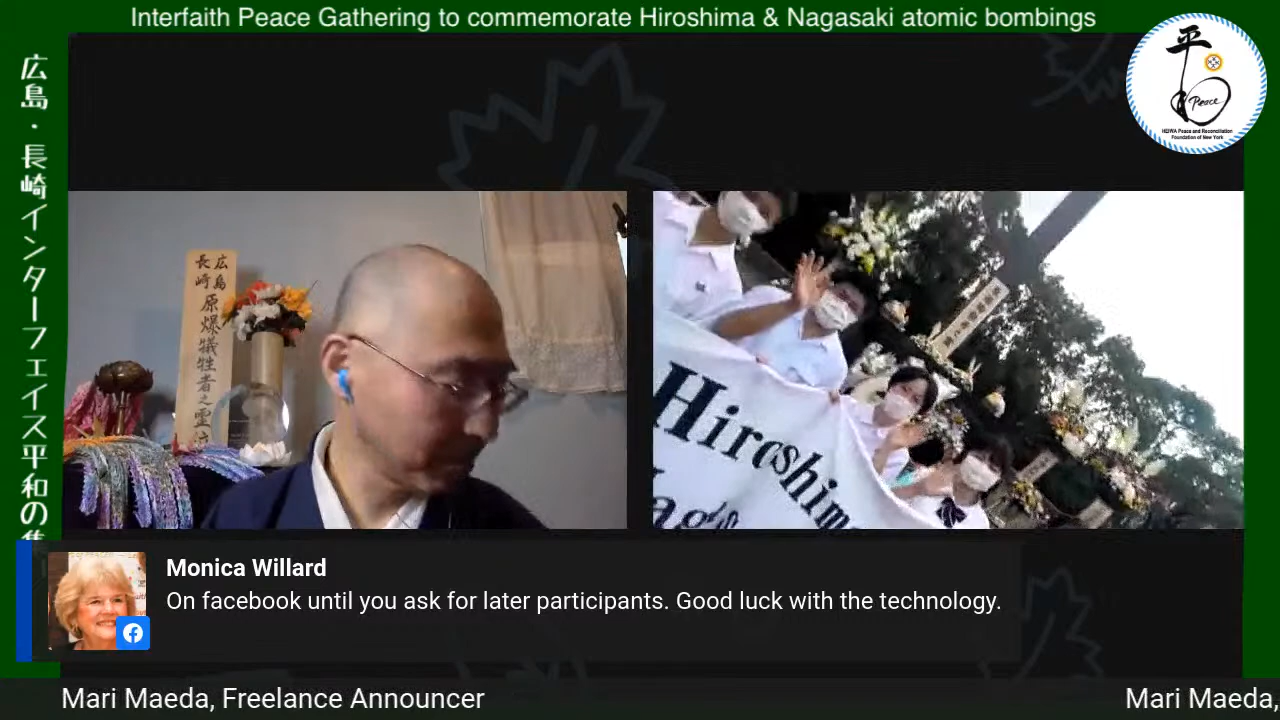 Interfaith Peace Gathering to commemorate Hiroshima & Nagasaki atomic bombings
平
Peace
HEIWA Peace and Reconciliation
Foundation of New York
広島・長崎インターフェイス平和の集
広島
長崎
原爆犠牲者之霊位
Hiroshima
Monica Willard
On facebook until you ask for later participants. Good luck with the technology.
Mari Maeda, Freelance Announcer
Mari Maeda,